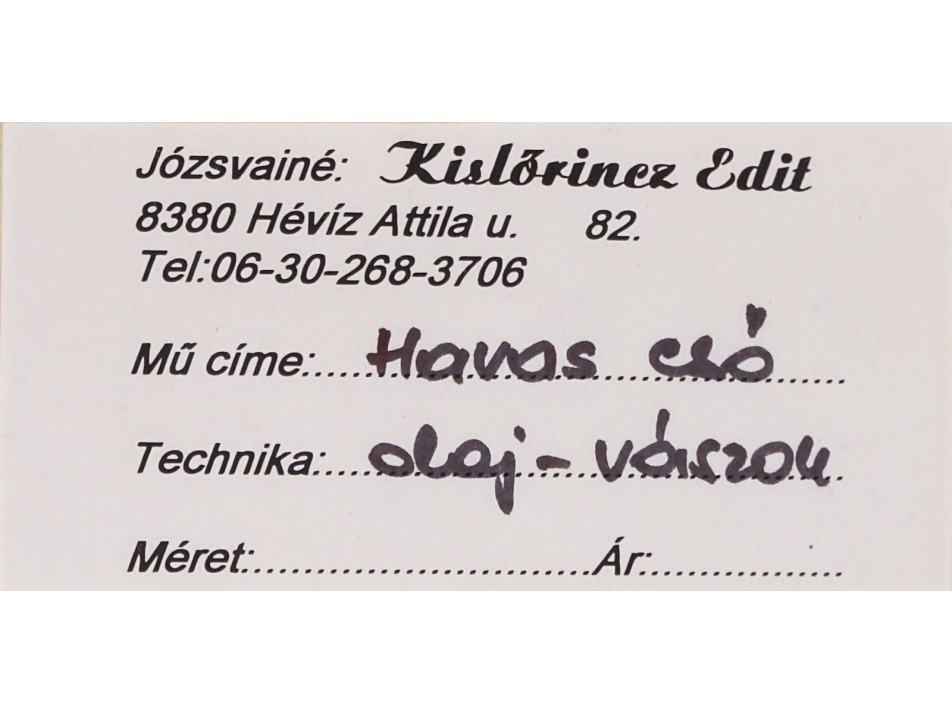 Józsvainé: Kislőrincz Edit
8380 Hévíz Attila u. 82.
Tel:06-30-268-3706
Mű címe:.....Havas cső.....
Technika:....olaj-vászon.
Méret:...........................Ár:................